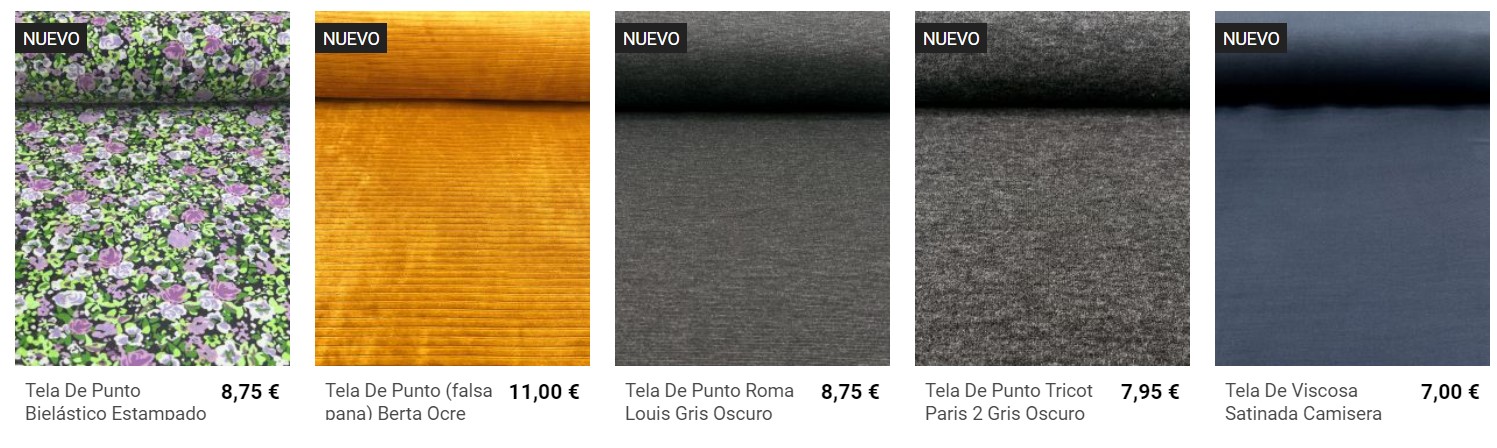 NUEVO
NUEVO
NUEVO
NUEVO
NUEVO
Tela De Punto 8,75 €
Bielástico Estampado
Tela De Punto (falsa 11,00 €
pana) Berta Ocre
Tela De Punto Roma 8,75 €
Louis Gris Oscuro
Tela De Punto Tricot 7,95 €
Paris 2 Gris Oscuro
Tela De Viscosa 7,00 €
Satinada Camisera